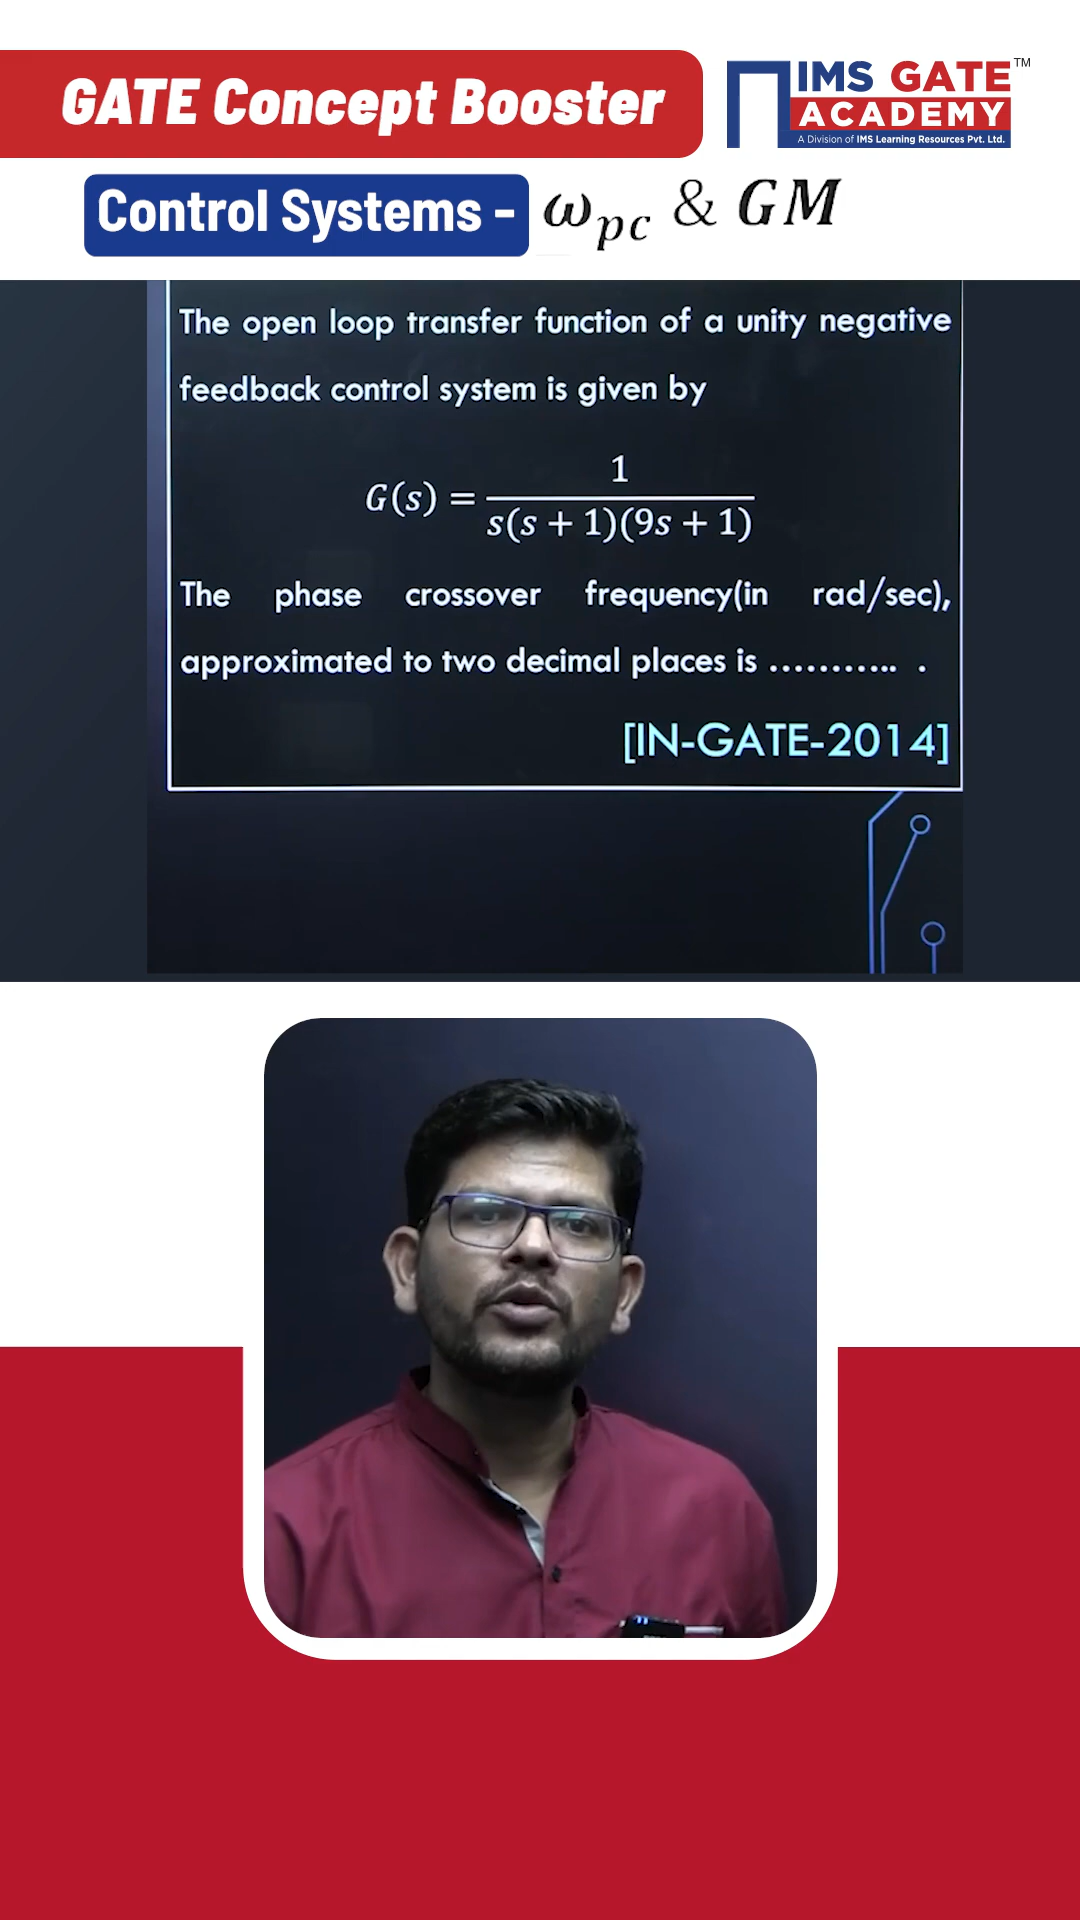 GATE Concept Booster
IMS GATE TM
ACADEMY
A Division of IMS Learning Resources Pvt. Ltd.
Control Systems - ω_pc & GM
The open loop transfer function of a unity negative
feedback control system is given by
G(s) = 1 / s(s + 1)(9s + 1)
The phase crossover frequency(in rad/sec),
approximated to two decimal places is ........... .
[IN-GATE-2014]